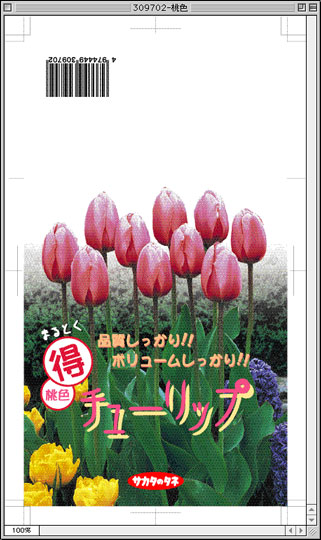 309702-桃色
4 974449 309702
まるとく
得
桃色
品質しっかり!!
ボリュームしっかり!!
チューリップ
サカタのタネ
100%